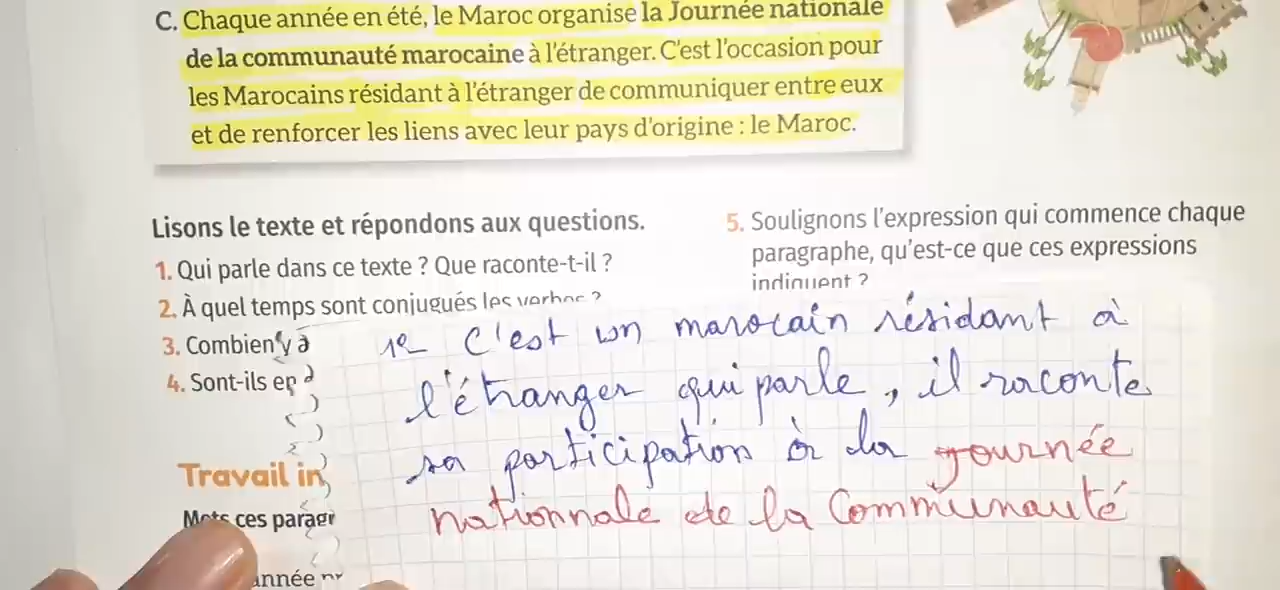 C. Chaque année en été, le Maroc organise la Journée nationale
de la communauté marocaine à l'étranger. C'est l'occasion pour
les Marocains résidant à l'étranger de communiquer entre eux
et de renforcer les liens avec leur pays d'origine : le Maroc.
Lisons le texte et répondons aux questions.
1. Qui parle dans ce texte ? Que raconte-t-il ?
2. À quel temps sont conjugués les verbes ?
3. Combien y a
4. Sont-ils
5. Soulignons l'expression qui commence chaque
paragraphe, qu'est-ce que ces expressions
indiquent ?
1e C'est un marocain résidant à
l'étranger qui parle, il raconte
sa participation à la journée
nationnale de la Communauté
Travail in
Mets ces paragr
année